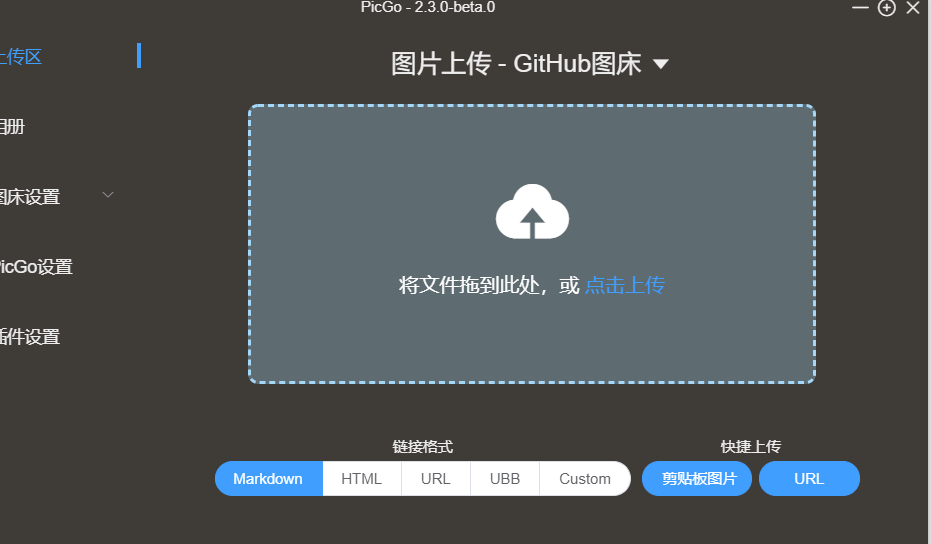 PicGo - 2.3.0-beta.0
上传区
图片上传 - GitHub图床
相册
图床设置
PicGo设置
插件设置
将文件拖到此处，或 点击上传
链接格式
快捷上传
Markdown HTML URL UBB Custom 剪贴板图片 URL